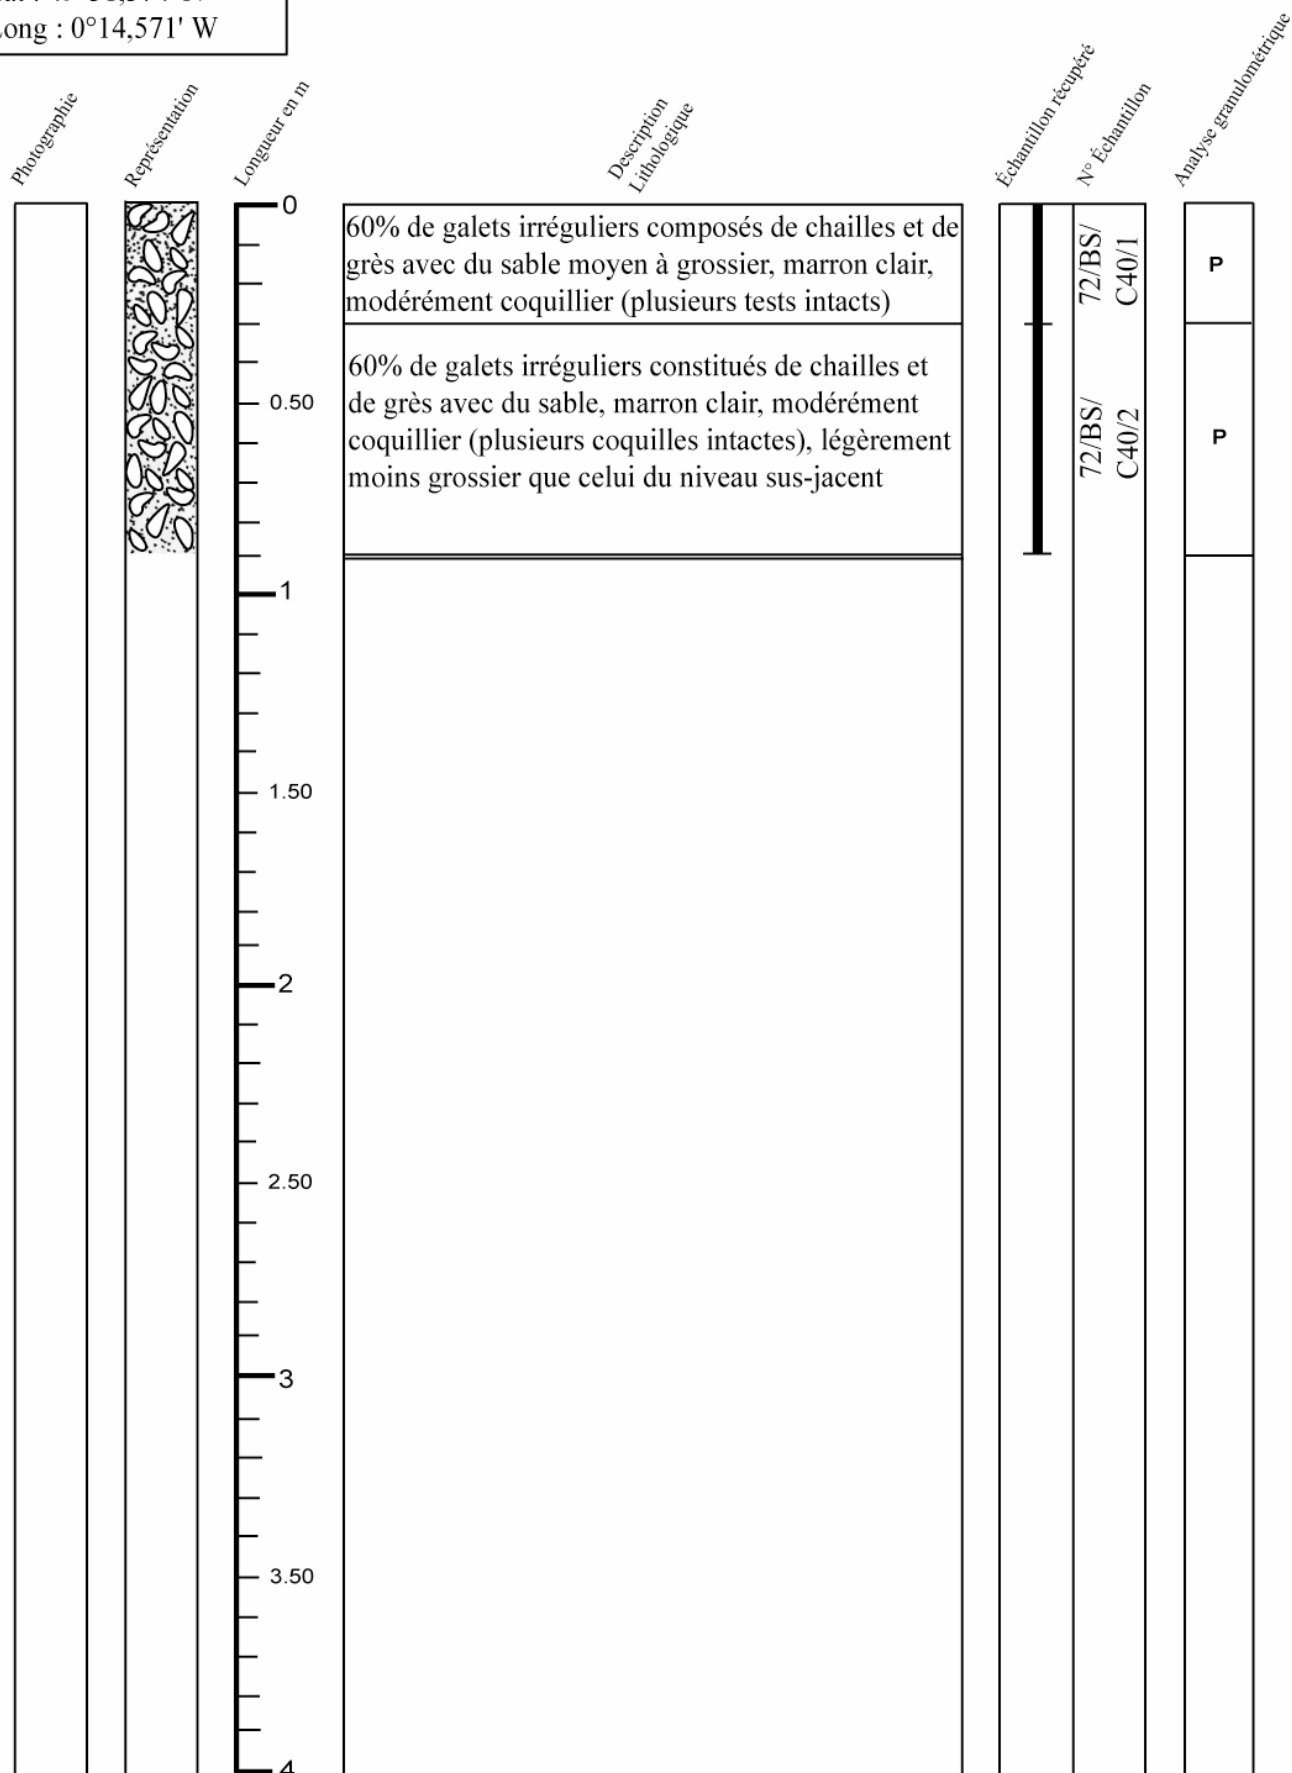 Long : 0°14,571' W
Photographie
Représentation
Longueur en m
Description
Lithologique
Échantillon récupéré
N° Échantillon
Analyse granulométrique
0
60% de galets irréguliers composés de chailles et de
grès avec du sable moyen à grossier, marron clair,
modérément coquillier (plusieurs tests intacts)
72/BS/
C40/1
P
60% de galets irréguliers constitués de chailles et
de grès avec du sable, marron clair, modérément
coquillier (plusieurs coquilles intactes), légèrement
moins grossier que celui du niveau sus-jacent
0.50
72/BS/
C40/2
P
1
1.50
2
2.50
3
3.50
4